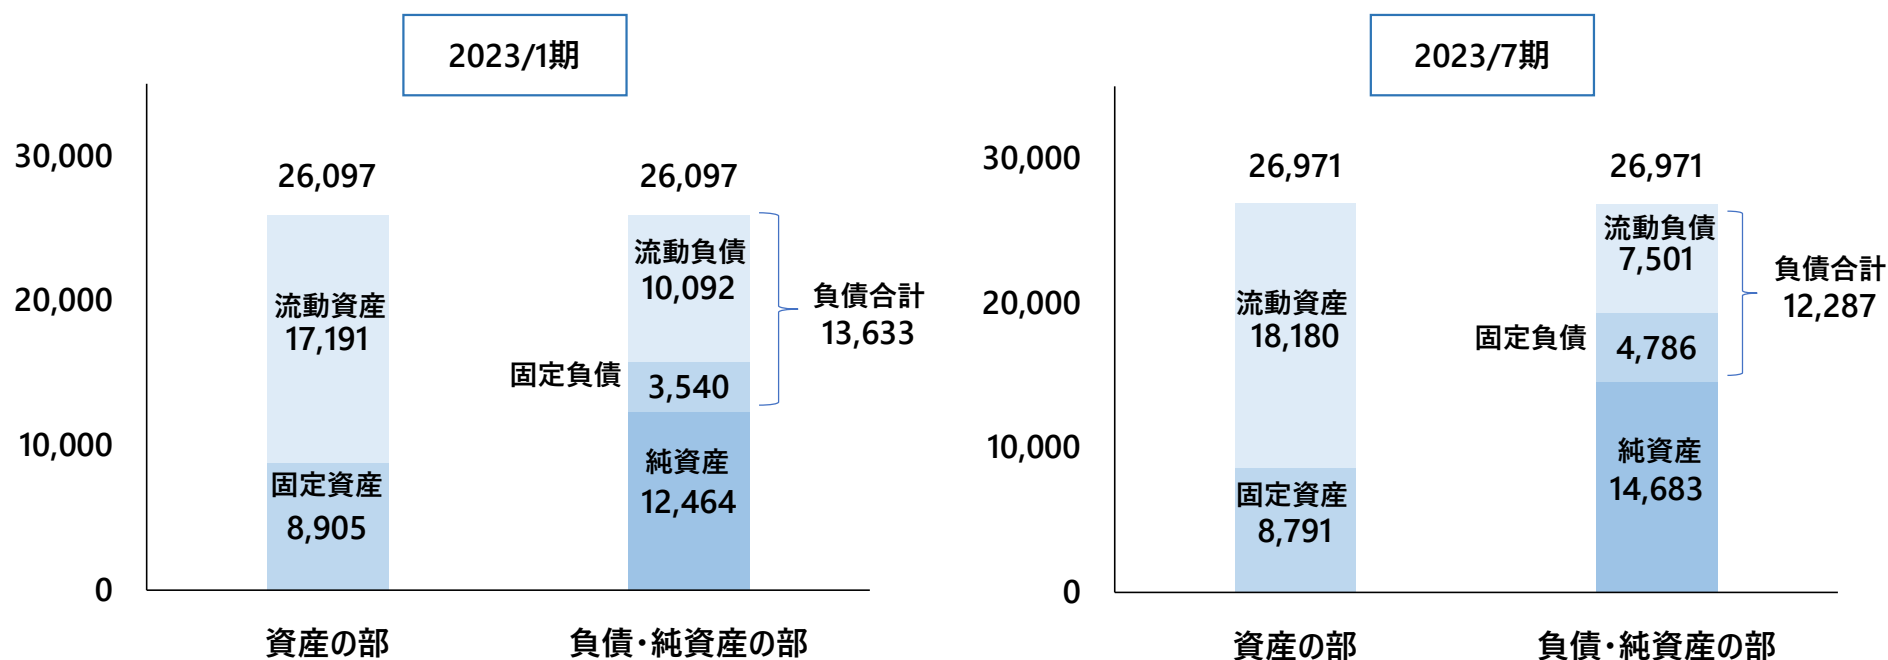 2023/1期
30,000
20,000
10,000
0
26,097
流動資産
17,191
固定資産
8,905
26,097
流動負債
10,092
固定負債
3,540
純資産
12,464
負債合計
13,633
資産の部
負債・純資産の部
2023/7期
30,000
20,000
10,000
0
26,971
流動資産
18,180
固定資産
8,791
26,971
流動負債
7,501
固定負債
4,786
純資産
14,683
負債合計
12,287
資産の部
負債・純資産の部